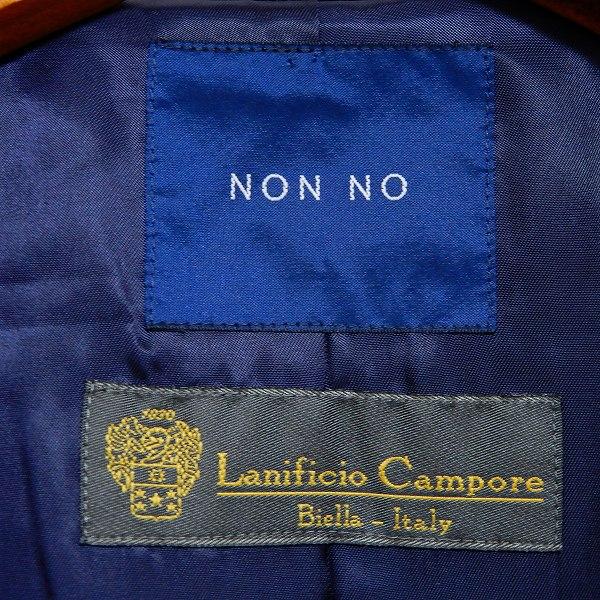 NON NO
Lanificio Campore
Biella - Italy